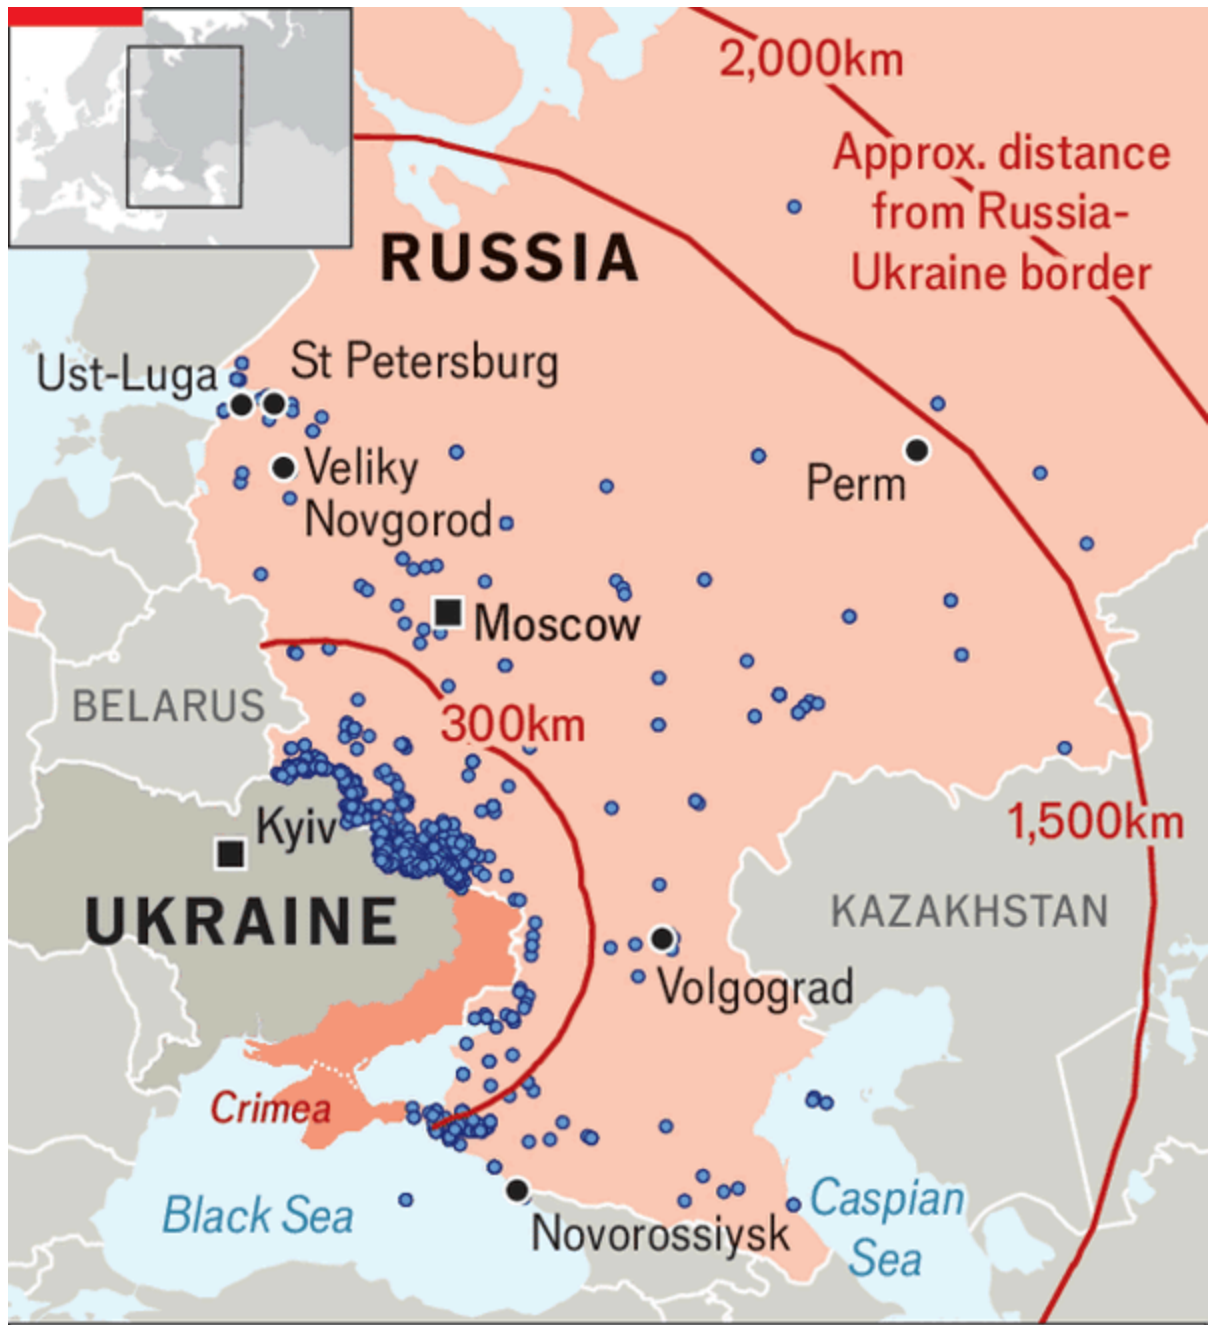 2,000km
Approx. distance
from Russia-
Ukraine border
RUSSIA
St Petersburg
Ust-Luga
Veliky
Novgorod
Perm
Moscow
BELARUS
300km
Kyiv
1,500km
UKRAINE
KAZAKHSTAN
Volgograd
Crimea
Black Sea
Caspian
Sea
Novorossiysk